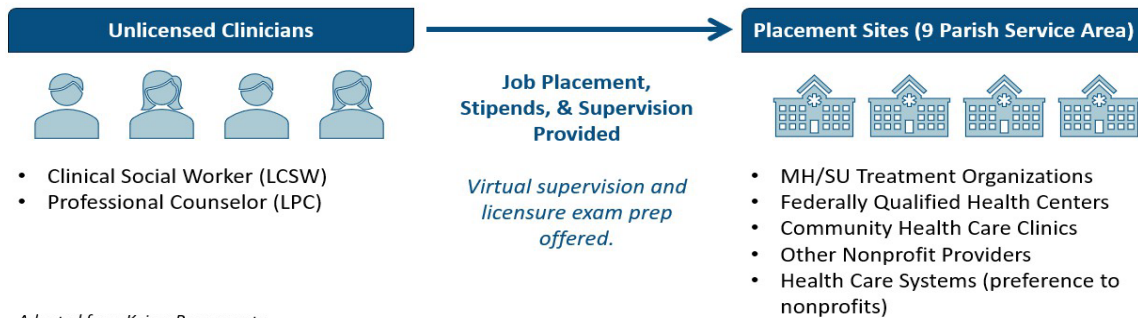 Unlicensed Clinicians
Placement Sites (9 Parish Service Area)
Job Placement,
Stipends, & Supervision
Provided
Virtual supervision and
licensure exam prep
offered.
• Clinical Social Worker (LCSW)
• Professional Counselor (LPC)
• MH/SU Treatment Organizations
• Federally Qualified Health Centers
• Community Health Care Clinics
• Other Nonprofit Providers
• Health Care Systems (preference to
nonprofits)